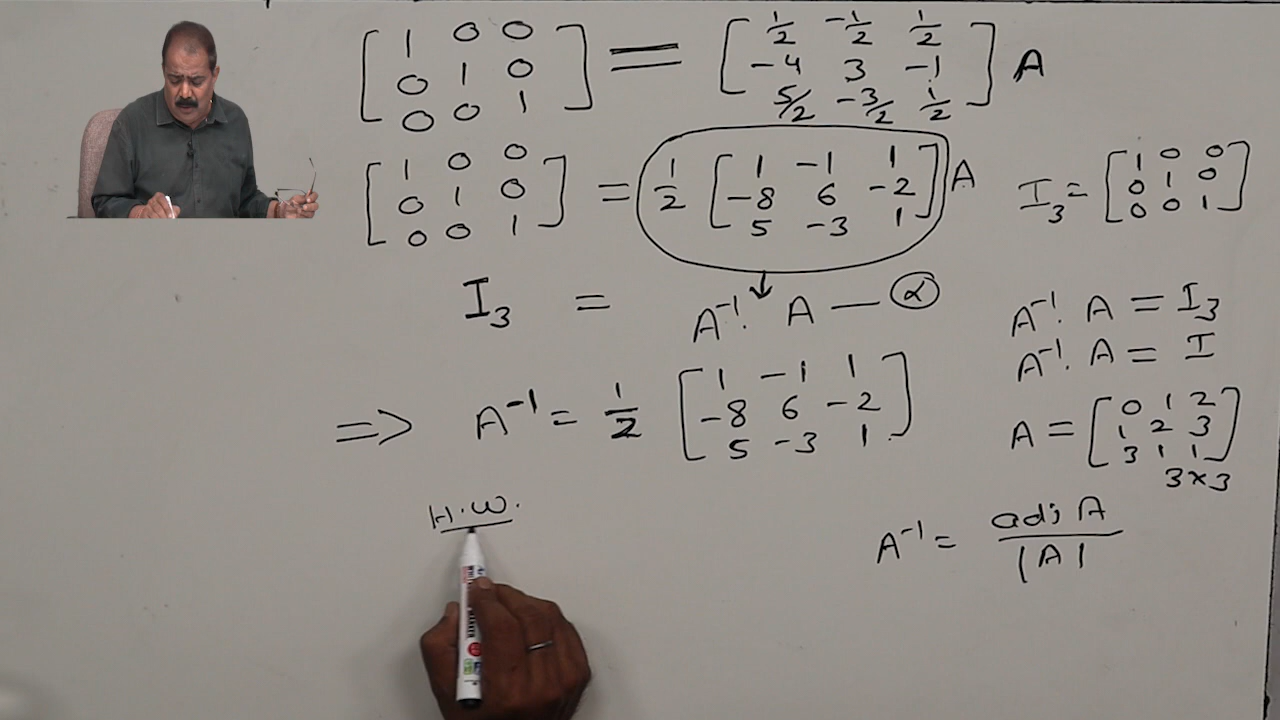 [1 0 0
0 1 0
0 0 1] = [1/2 -1/2 1/2
-4 3 -1
5/2 -3/2 1/2] A
[1 0 0
0 1 0
0 0 1] = 1/2 [1 -1 1
-8 6 -2
5 -3 1] A
I₃ = [1 0 0
0 1 0
0 0 1]
I₃ = A⁻¹. A — α
A⁻¹. A = I₃
A⁻¹. A = I
=> A⁻¹ = 1/2 [1 -1 1
-8 6 -2
5 -3 1]
A = [0 1 2
1 2 3
3 1 1] 3×3
H.W.
A⁻¹ = adj A / |A|